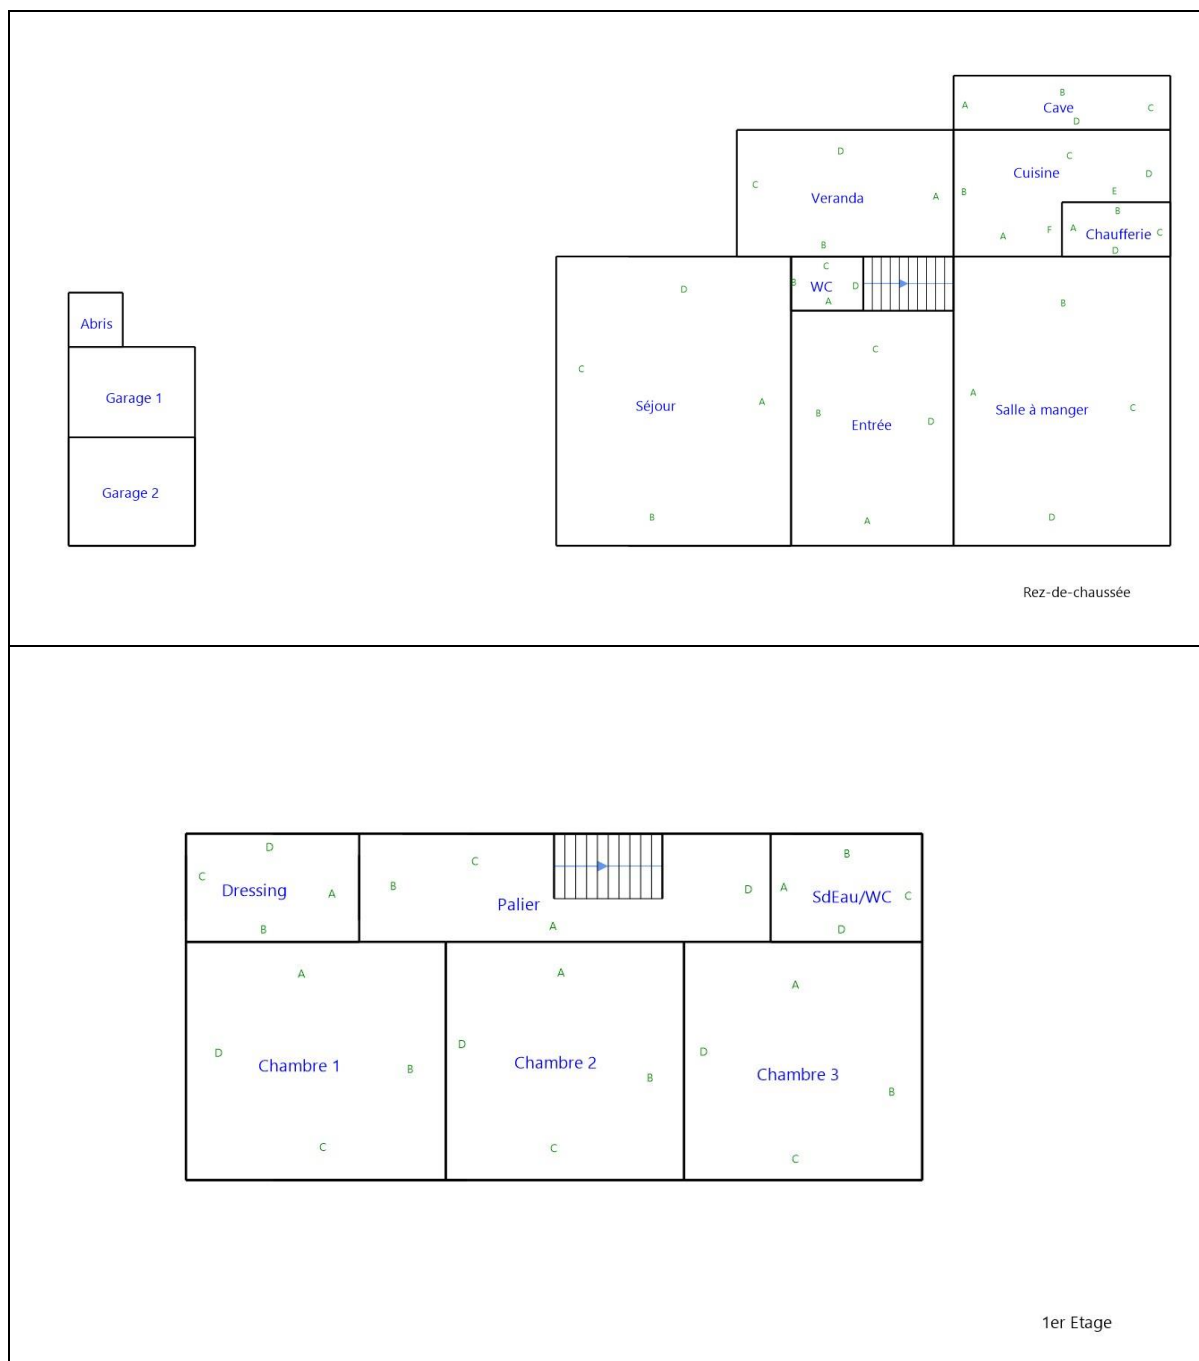 B
A
Cave
C
D
D
C
Veranda
A
B
C
Cuisine
D
B
E
B
F
A
Chaufferie
C
A
D
Abris
Garage 1
Garage 2
D
C
Séjour
A
B
C
B
WC
D
A
C
B
Entrée
D
A
B
A
Salle à manger
C
D
Rez-de-chaussée
D
C
Dressing
A
B
C
B
Palier
D
A
B
A
SdEau/WC
C
D
A
D
Chambre 1
B
C
A
D
Chambre 2
B
C
A
D
Chambre 3
B
C
1er Etage